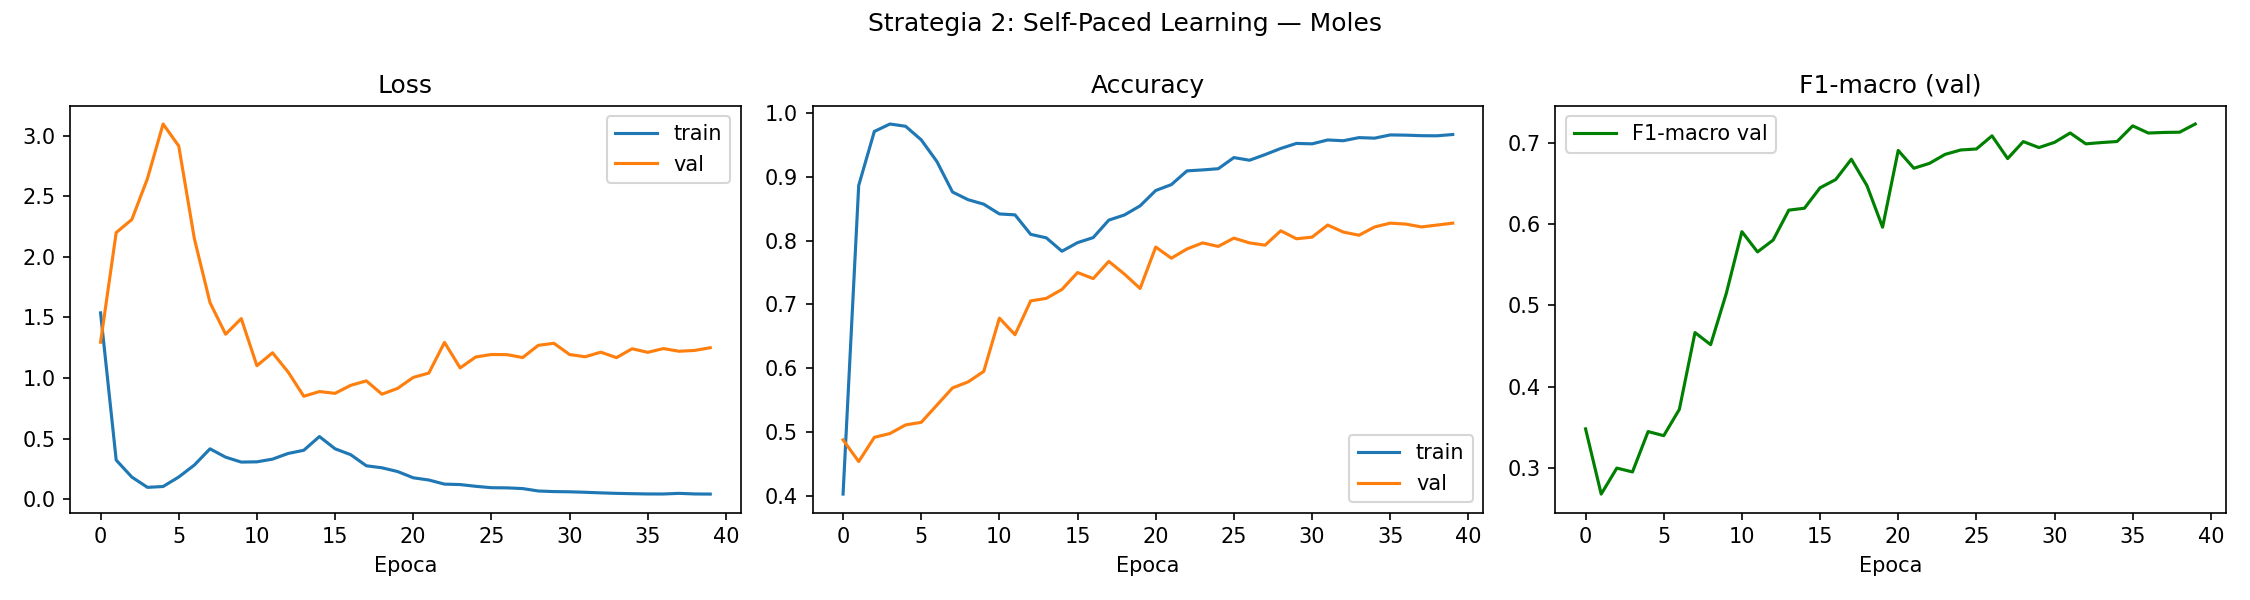 Strategia 2: Self-Paced Learning — Moles
Loss
3.0
2.5
2.0
1.5
1.0
0.5
0.0
train
val
0 5 10 15 20 25 30 35 40
Epoca
Accuracy
1.0
0.9
0.8
0.7
0.6
0.5
0.4
train
val
0 5 10 15 20 25 30 35 40
Epoca
F1-macro (val)
0.7
0.6
0.5
0.4
0.3
F1-macro val
0 5 10 15 20 25 30 35 40
Epoca